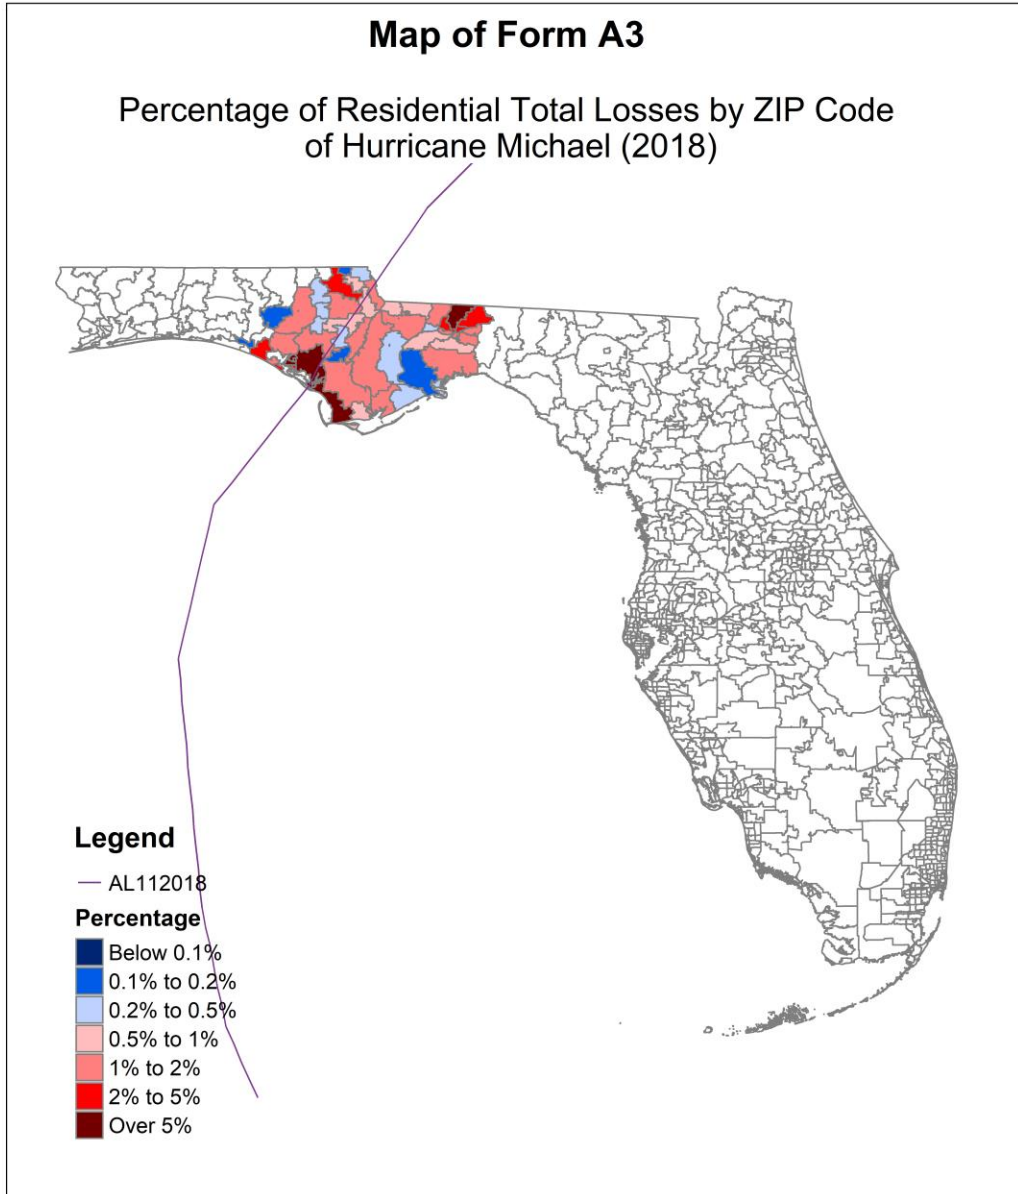 Map of Form A3
Percentage of Residential Total Losses by ZIP Code
of Hurricane Michael (2018)
Legend
AL112018
Percentage
Below 0.1%
0.1% to 0.2%
0.2% to 0.5%
0.5% to 1%
1% to 2%
2% to 5%
Over 5%